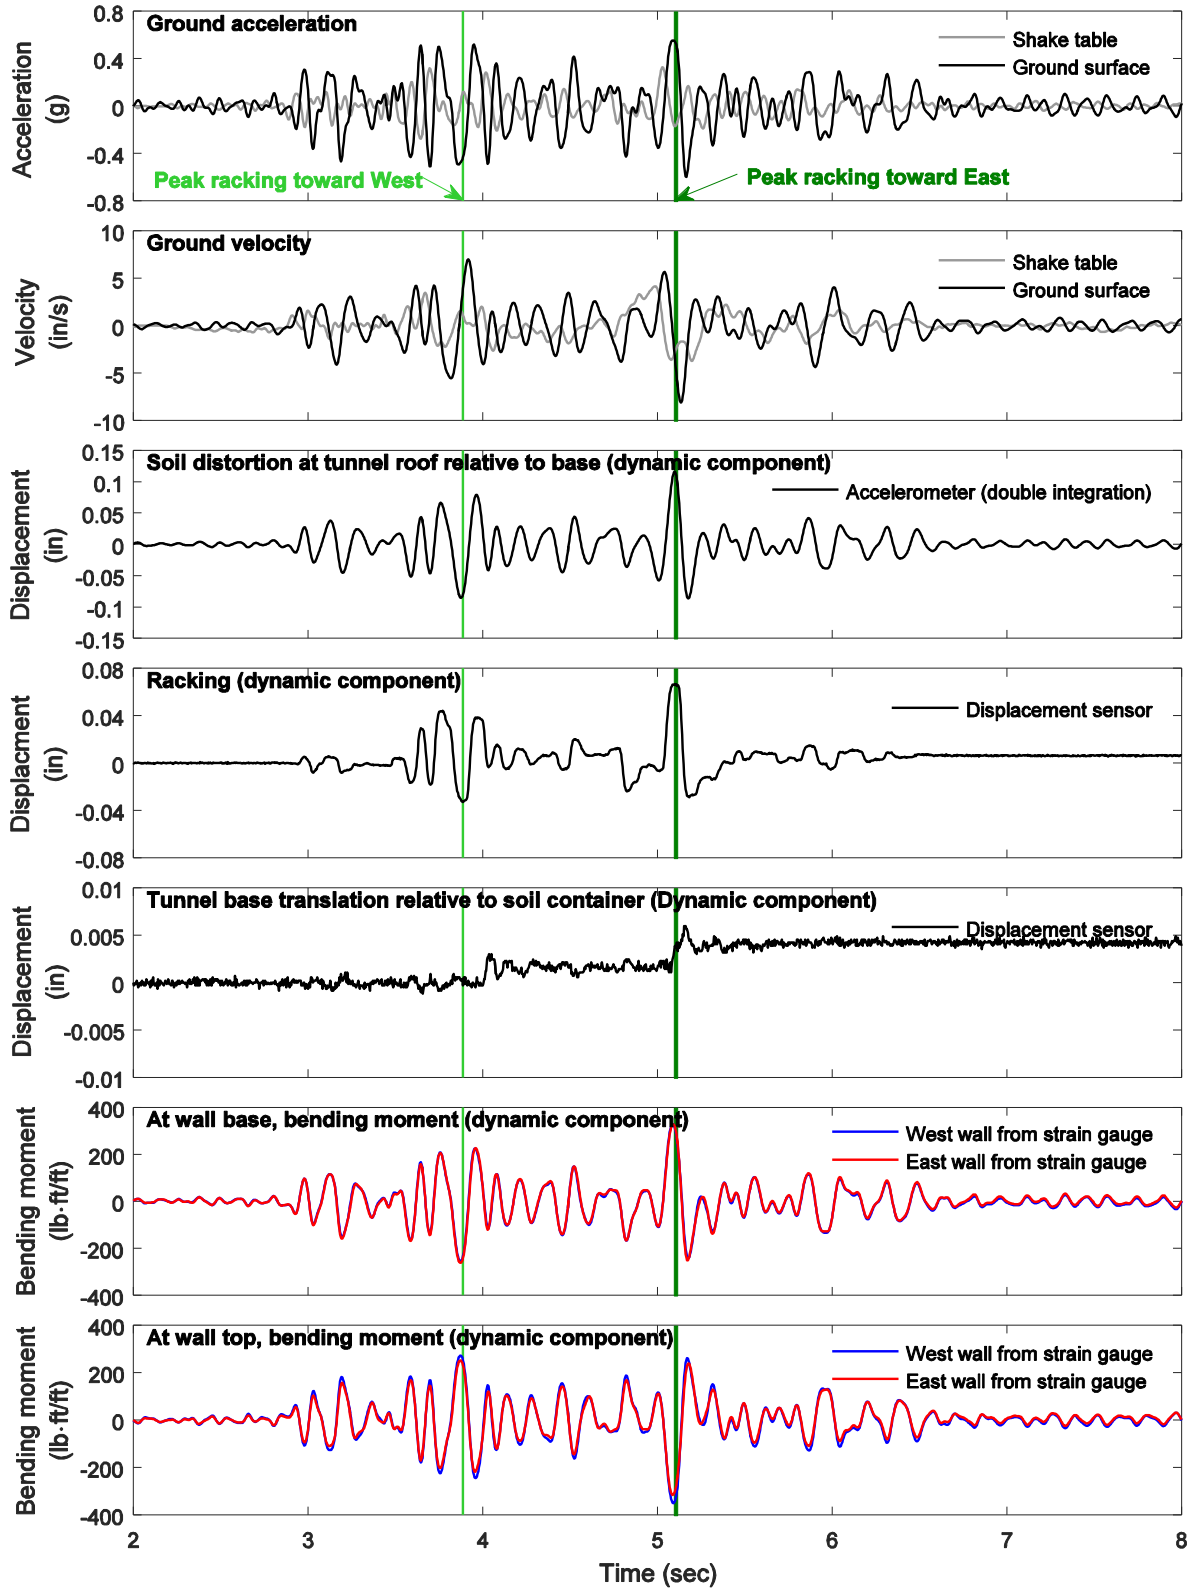 Ground acceleration
Shake table
Ground surface
Peak racking toward West
Peak racking toward East
0.8
0.4
0
-0.4
-0.8
Acceleration
(g)
Ground velocity
Shake table
Ground surface
10
5
0
-5
-10
Velocity
(in/s)
Soil distortion at tunnel roof relative to base (dynamic component)
Accelerometer (double integration)
0.15
0.1
0.05
0
-0.05
-0.1
-0.15
Displacement
(in)
Racking (dynamic component)
Displacement sensor
0.08
0.04
0
-0.04
-0.08
Displacment
(in)
Tunnel base translation relative to soil container (Dynamic component)
Displacement sensor
0.01
0.005
0
-0.005
-0.01
Displacement
(in)
At wall base, bending moment (dynamic component)
West wall from strain gauge
East wall from strain gauge
400
200
0
-200
-400
Bending moment
(lb·ft/ft)
At wall top, bending moment (dynamic component)
West wall from strain gauge
East wall from strain gauge
400
200
0
-200
-400
Bending moment
(lb·ft/ft)
2 3 4 5 6 7 8
Time (sec)